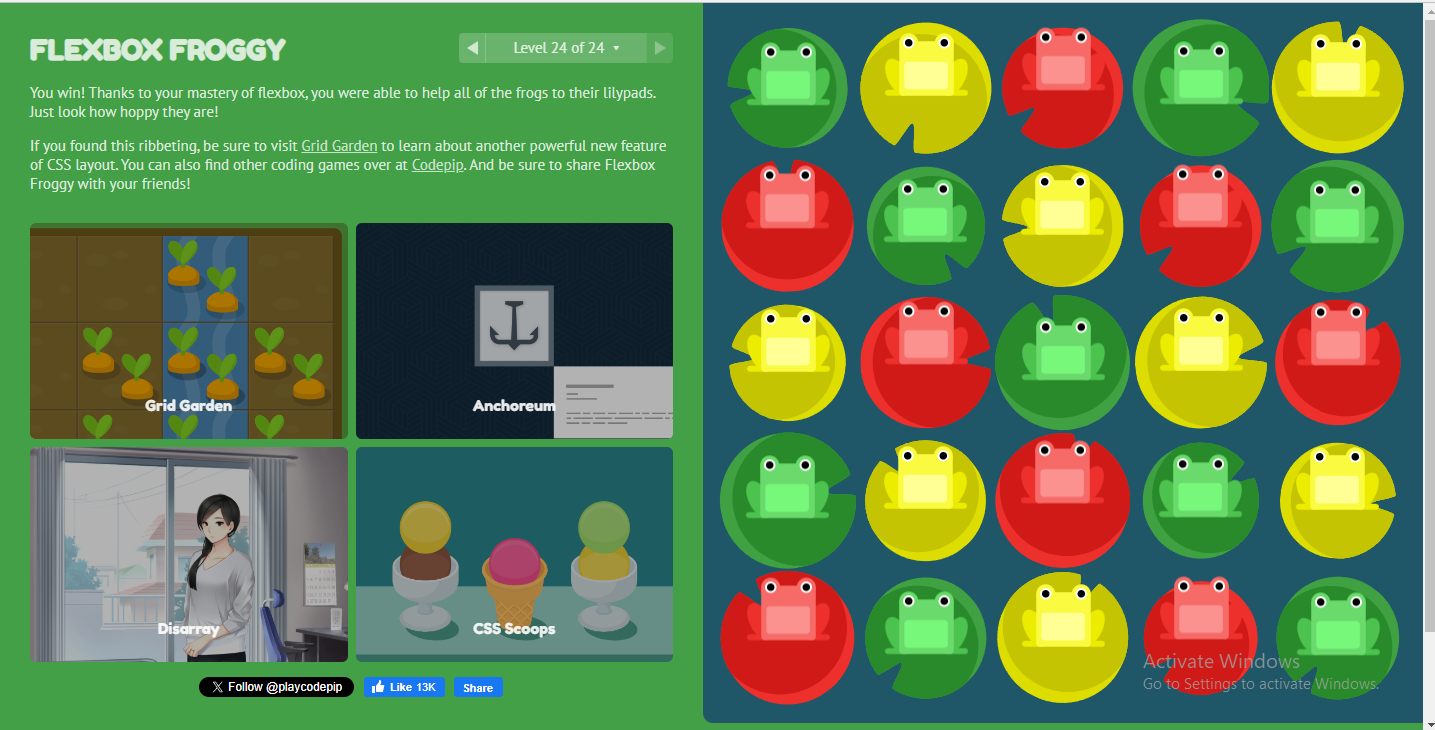 FLEXBOX FROGGY
Level 24 of 24
You win! Thanks to your mastery of flexbox, you were able to help all of the frogs to their lilypads.
Just look how hoppy they are!
If you found this ribbeting, be sure to visit Grid Garden to learn about another powerful new feature
of CSS layout. You can also find other coding games over at Codepip. And be sure to share Flexbox
Froggy with your friends!
Grid Garden
Anchoreum
Disarray
CSS Scoops
Follow @playcodepip
Like 13K
Share
Activate Windows
Go to Settings to activate Windows.